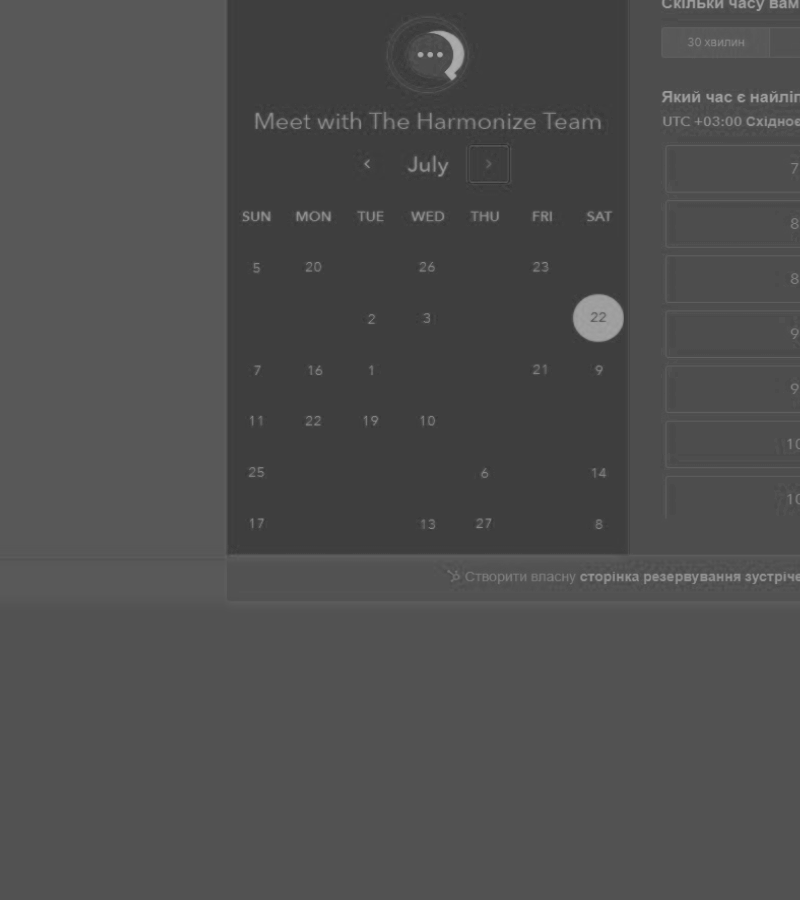 Скільки часу вам
30 хвилин
Meet with The Harmonize Team
Який час є
UTC +03:00
‹ July ›
SUN MON TUE WED THU FRI SAT
5 20 26 23
2 3 22
7 16 1 21 9
11 22 19 10
25 6 14
17 13 27 8
7
8
8
9
9
10
10
Створити власну сторінка резервування